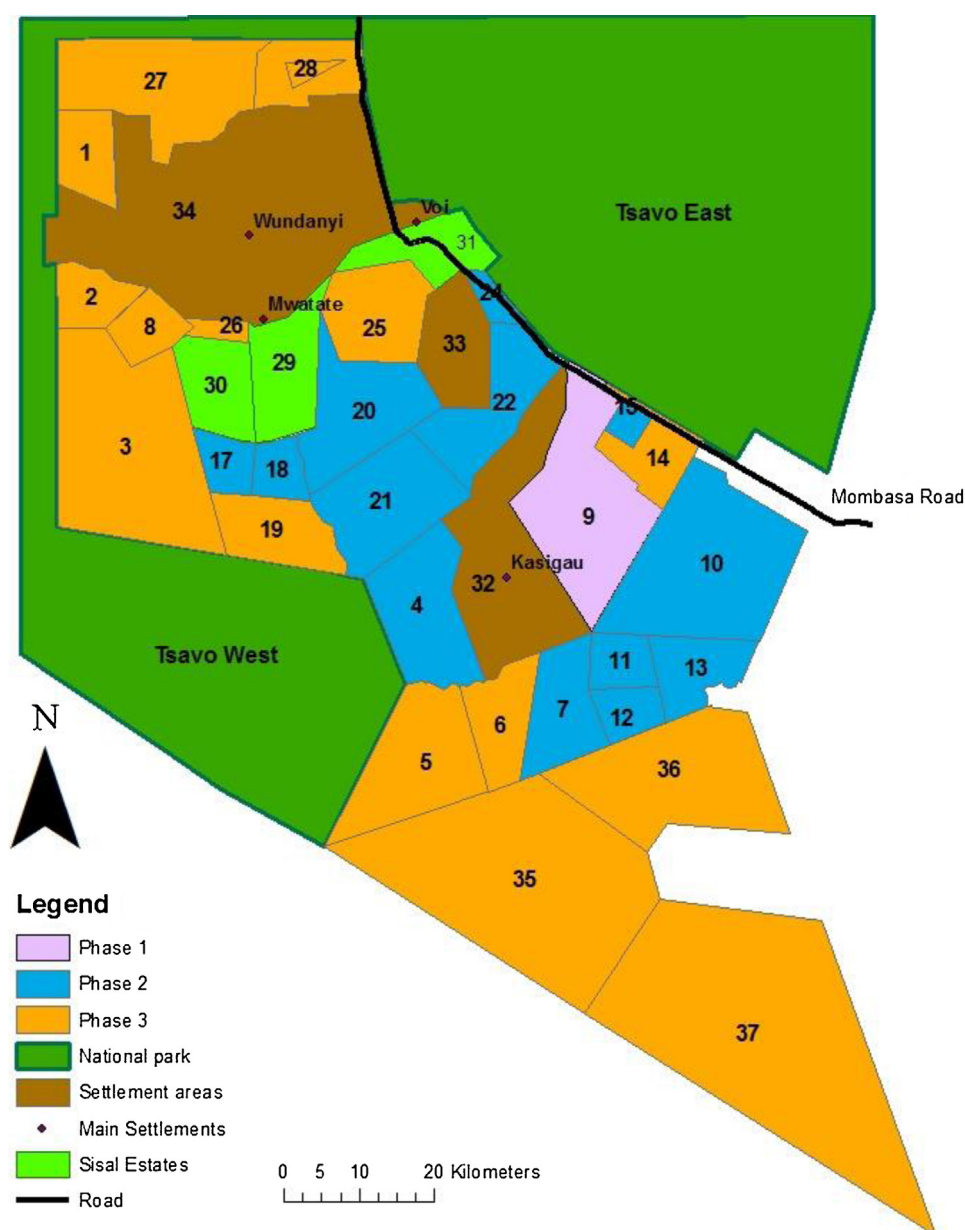 27
28
1
34
Wundanyi
Voi
Tsavo East
31
2
8
26
Mwatate
24
25
33
30
29
20
22
15
3
17
18
14
21
9
Mombasa Road
19
10
32
Kasigau
4
Tsavo West
11
13
N
7
12
6
5
36
35
37
Legend
Phase 1
Phase 2
Phase 3
National park
Settlement areas
Main Settlements
Sisal Estates
Road
0 5 10 20 Kilometers